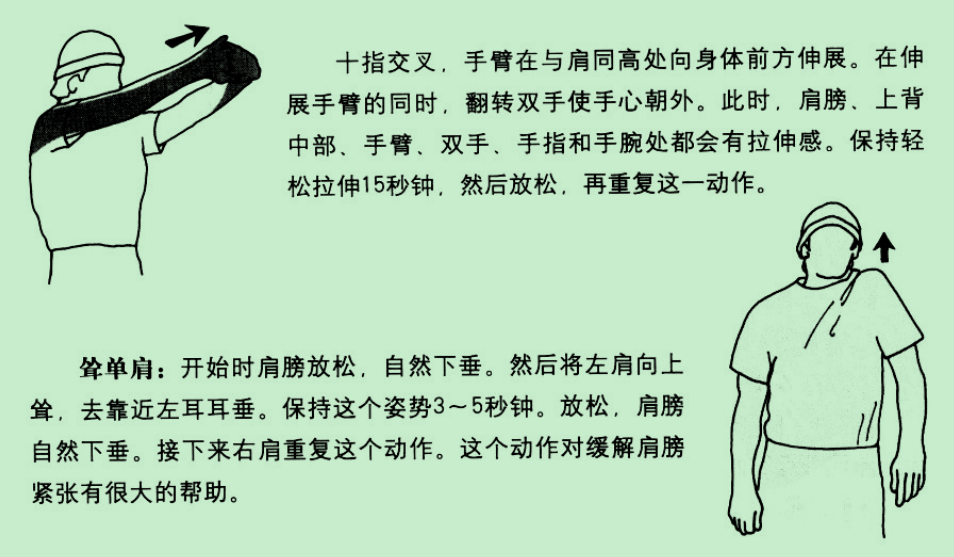 十指交叉，手臂在与肩同高处向身体前方伸展。在伸
展手臂的同时，翻转双手使手心朝外。此时，肩膀、上背
中部、手臂、双手、手指和手腕处都会有拉伸感。保持轻
松拉伸15秒钟，然后放松，再重复这一动作。
耸单肩：开始时肩膀放松，自然下垂。然后将左肩向上
耸，去靠近左耳耳垂。保持这个姿势3～5秒钟。放松，肩膀
自然下垂。接下来右肩重复这个动作。这个动作对缓解肩膀
紧张有很大的帮助。